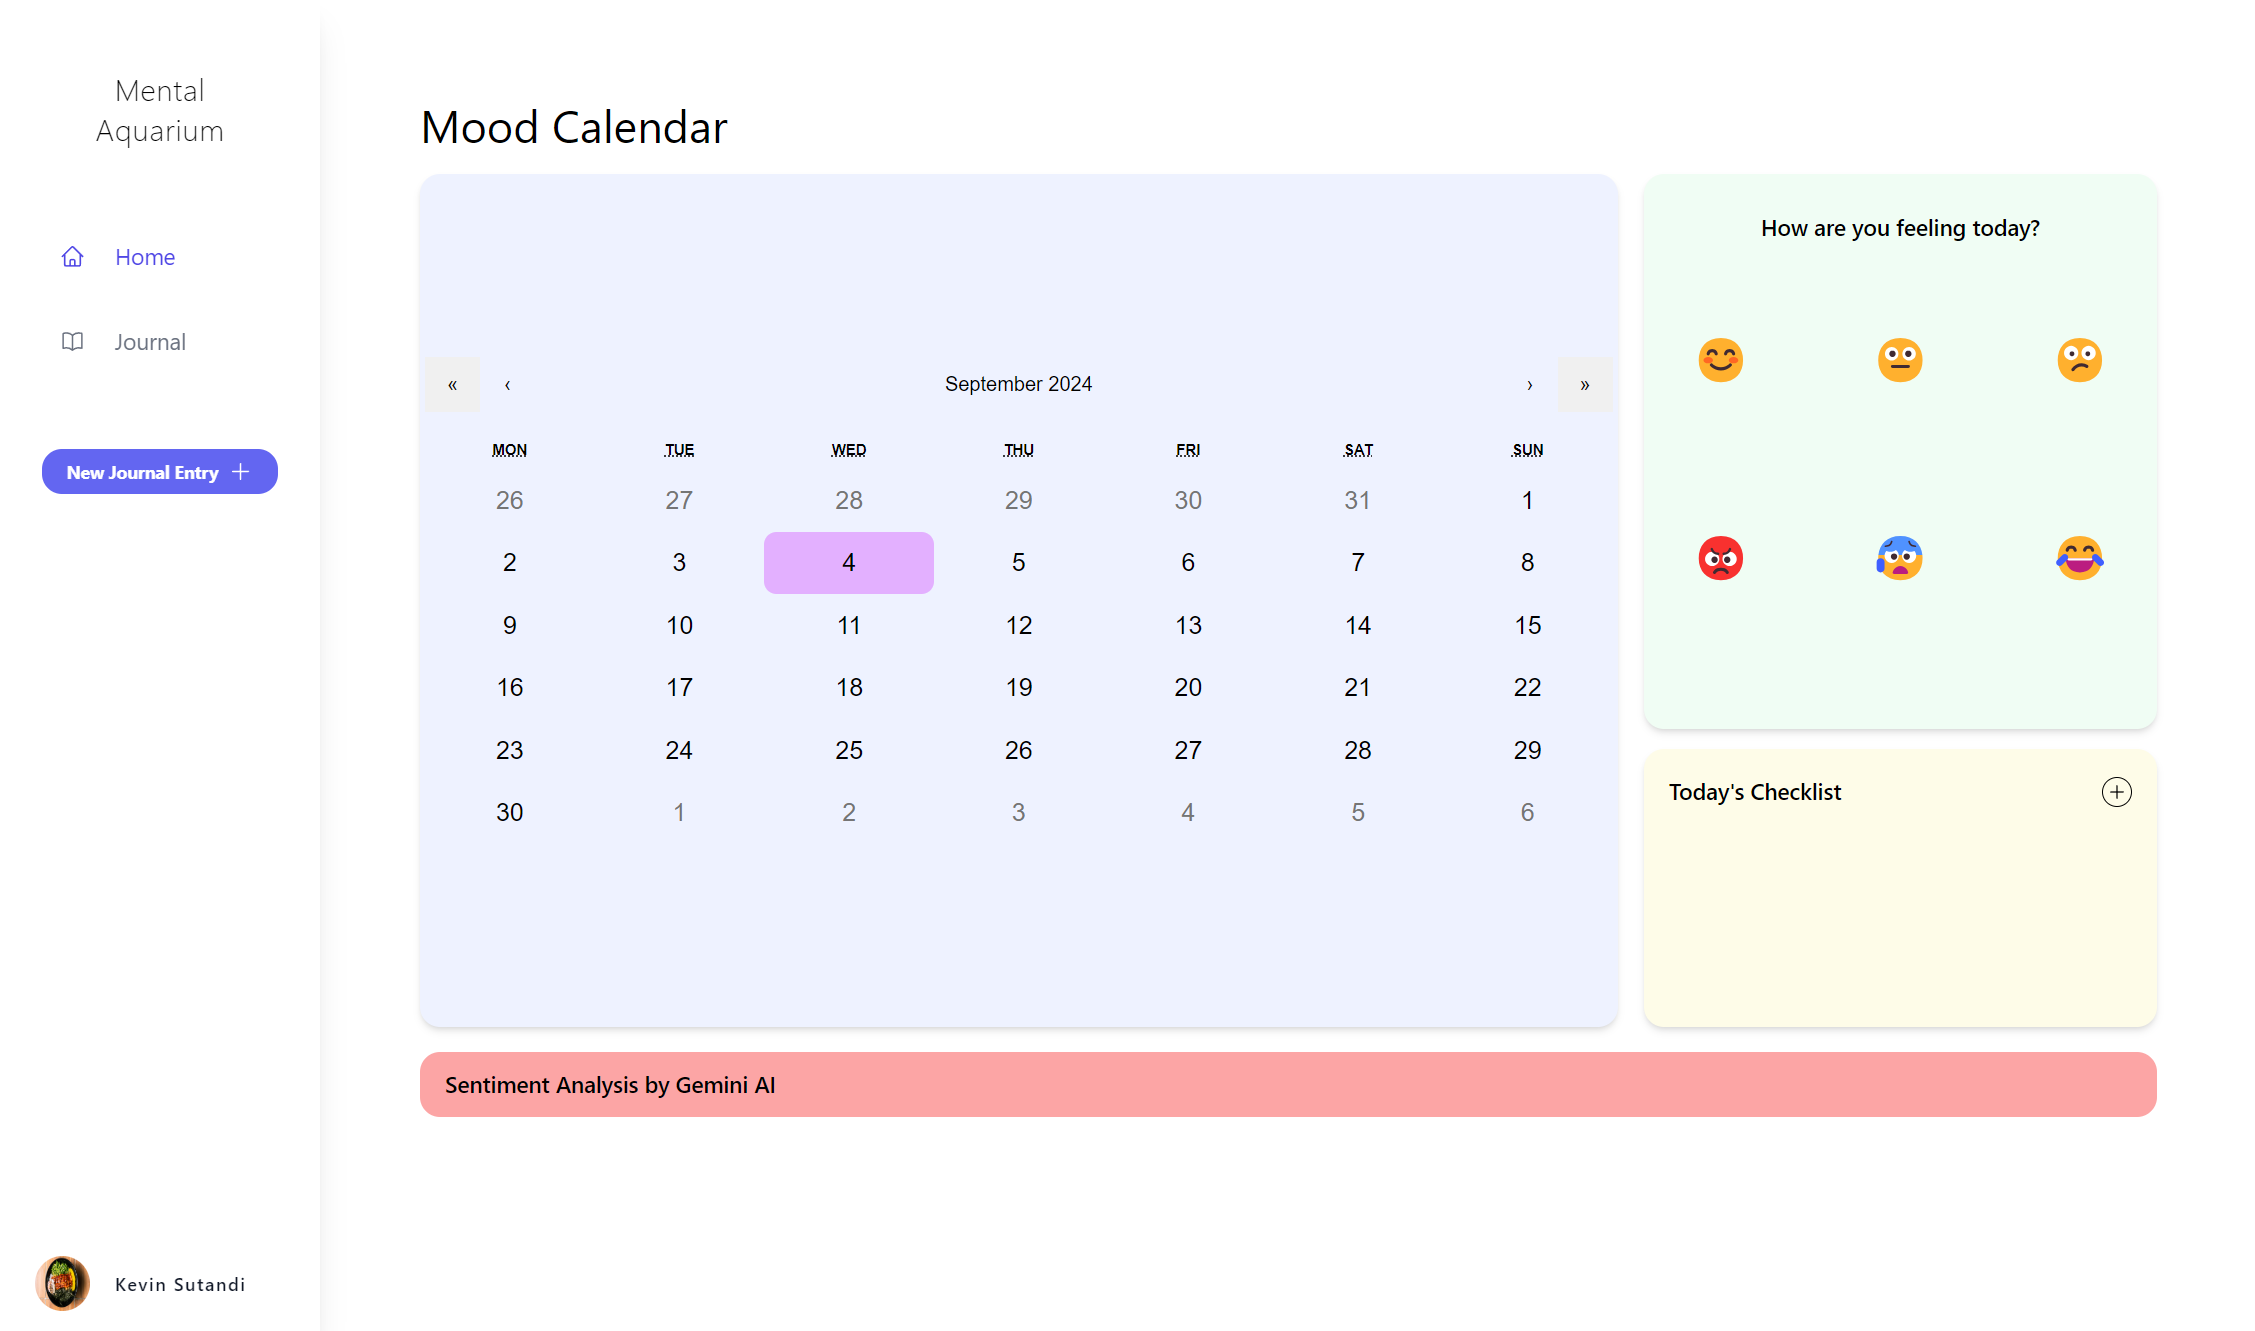 Mental
Aquarium
Home
Journal
New Journal Entry
Kevin Sutandi
Mood Calendar
« ‹ September 2024 › »
MON TUE WED THU FRI SAT SUN
26 27 28 29 30 31 1
2 3 4 5 6 7 8
9 10 11 12 13 14 15
16 17 18 19 20 21 22
23 24 25 26 27 28 29
30 1 2 3 4 5 6
How are you feeling today?
Today's Checklist
Sentiment Analysis by Gemini AI